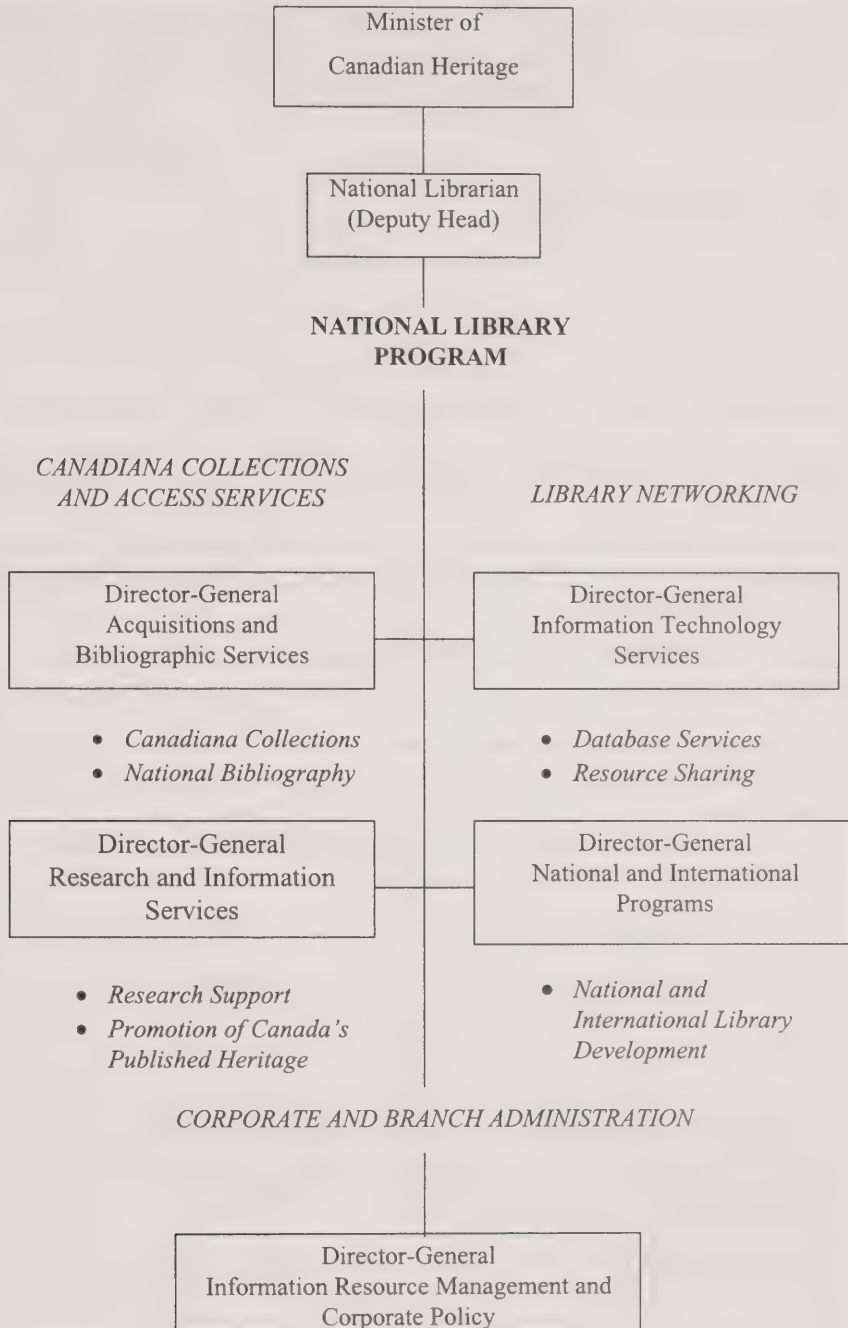 Minister of
Canadian Heritage
National Librarian
(Deputy Head)
NATIONAL LIBRARY
PROGRAM
CANADIANA COLLECTIONS
AND ACCESS SERVICES
LIBRARY NETWORKING
Director-General
Acquisitions and
Bibliographic Services
Director-General
Information Technology
Services
• Canadiana Collections
• National Bibliography
• Database Services
• Resource Sharing
Director-General
Research and Information
Services
Director-General
National and International
Programs
• Research Support
• Promotion of Canada's
Published Heritage
• National and
International Library
Development
CORPORATE AND BRANCH ADMINISTRATION
Director-General
Information Resource Management and
Corporate Policy